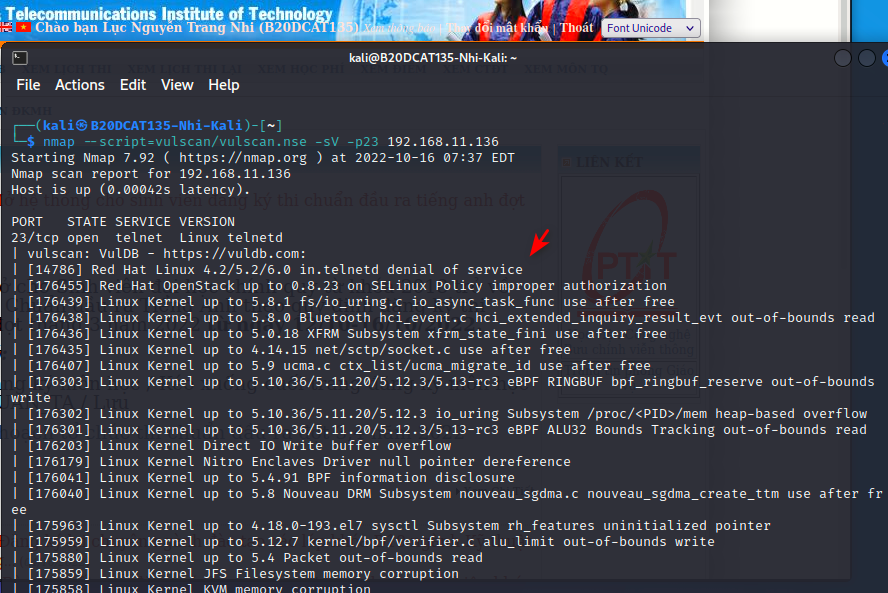 Telecommunications Institute of Technology
Chào bạn Lục Nguyễn Trang Nhi (B20DCAT135) Xem thông báo | Thay đổi mật khẩu | Thoát Font Unicode
kali@B20DCAT135-Nhi-Kali: ~
File Actions Edit View Help
(kali㉿B20DCAT135-Nhi-Kali)-[~]
$ nmap --script=vulscan/vulscan.nse -sV -p23 192.168.11.136
Starting Nmap 7.92 ( https://nmap.org ) at 2022-10-16 07:37 EDT
Nmap scan report for 192.168.11.136
Host is up (0.00042s latency).
LIÊN KẾT
PORT STATE SERVICE VERSION
23/tcp open telnet Linux telnetd
| vulscan: VulDB - https://vuldb.com:
| [14786] Red Hat Linux 4.2/5.2/6.0 in.telnetd denial of service
PTIT
| [176455] Red Hat OpenStack up to 0.8.23 on SELinux Policy improper authorization
| [176439] Linux Kernel up to 5.8.1 fs/io_uring.c io_async_task_func use after free
| [176438] Linux Kernel up to 5.8.0 Bluetooth hci_event.c hci_extended_inquiry_result_evt out-of-bounds read
| [176436] Linux Kernel up to 5.0.18 XFRM Subsystem xfrm_state_fini use after free
| [176435] Linux Kernel up to 4.14.15 net/sctp/socket.c use after free
| [176407] Linux Kernel up to 5.9 ucma.c ctx_list/ucma_migrate_id use after free
| [176303] Linux Kernel up to 5.10.36/5.11.20/5.12.3/5.13-rc3 eBPF RINGBUF bpf_ringbuf_reserve out-of-bounds
write
| [176302] Linux Kernel up to 5.10.36/5.11.20/5.12.3 io_uring Subsystem /proc/<PID>/mem heap-based overflow
| [176301] Linux Kernel up to 5.10.36/5.11.20/5.12.3/5.13-rc3 eBPF ALU32 Bounds Tracking out-of-bounds read
| [176203] Linux Kernel Direct IO Write buffer overflow
| [176179] Linux Kernel Nitro Enclaves Driver null pointer dereference
| [176041] Linux Kernel up to 5.4.91 BPF information disclosure
| [176040] Linux Kernel up to 5.8 Nouveau DRM Subsystem nouveau_sgdma.c nouveau_sgdma_create_ttm use after fr
ee
| [175963] Linux Kernel up to 4.18.0-193.el7 sysctl Subsystem rh_features uninitialized pointer
| [175959] Linux Kernel up to 5.12.7 kernel/bpf/verifier.c alu_limit out-of-bounds write
| [175880] Linux Kernel up to 5.4 Packet out-of-bounds read
| [175859] Linux Kernel JFS Filesystem memory corruption
| [175858] Linux Kernel KVM memory corruption